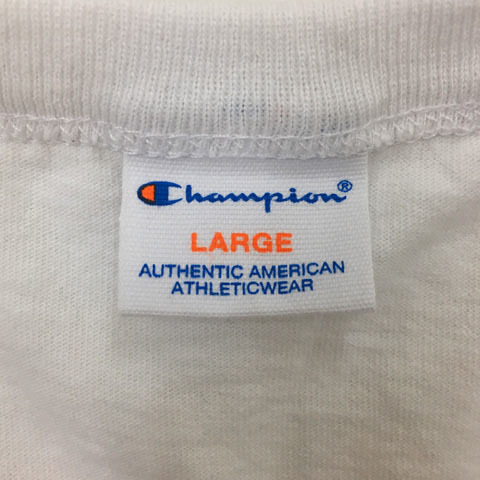 Champion®
LARGE
AUTHENTIC AMERICAN
ATHLETICWEAR